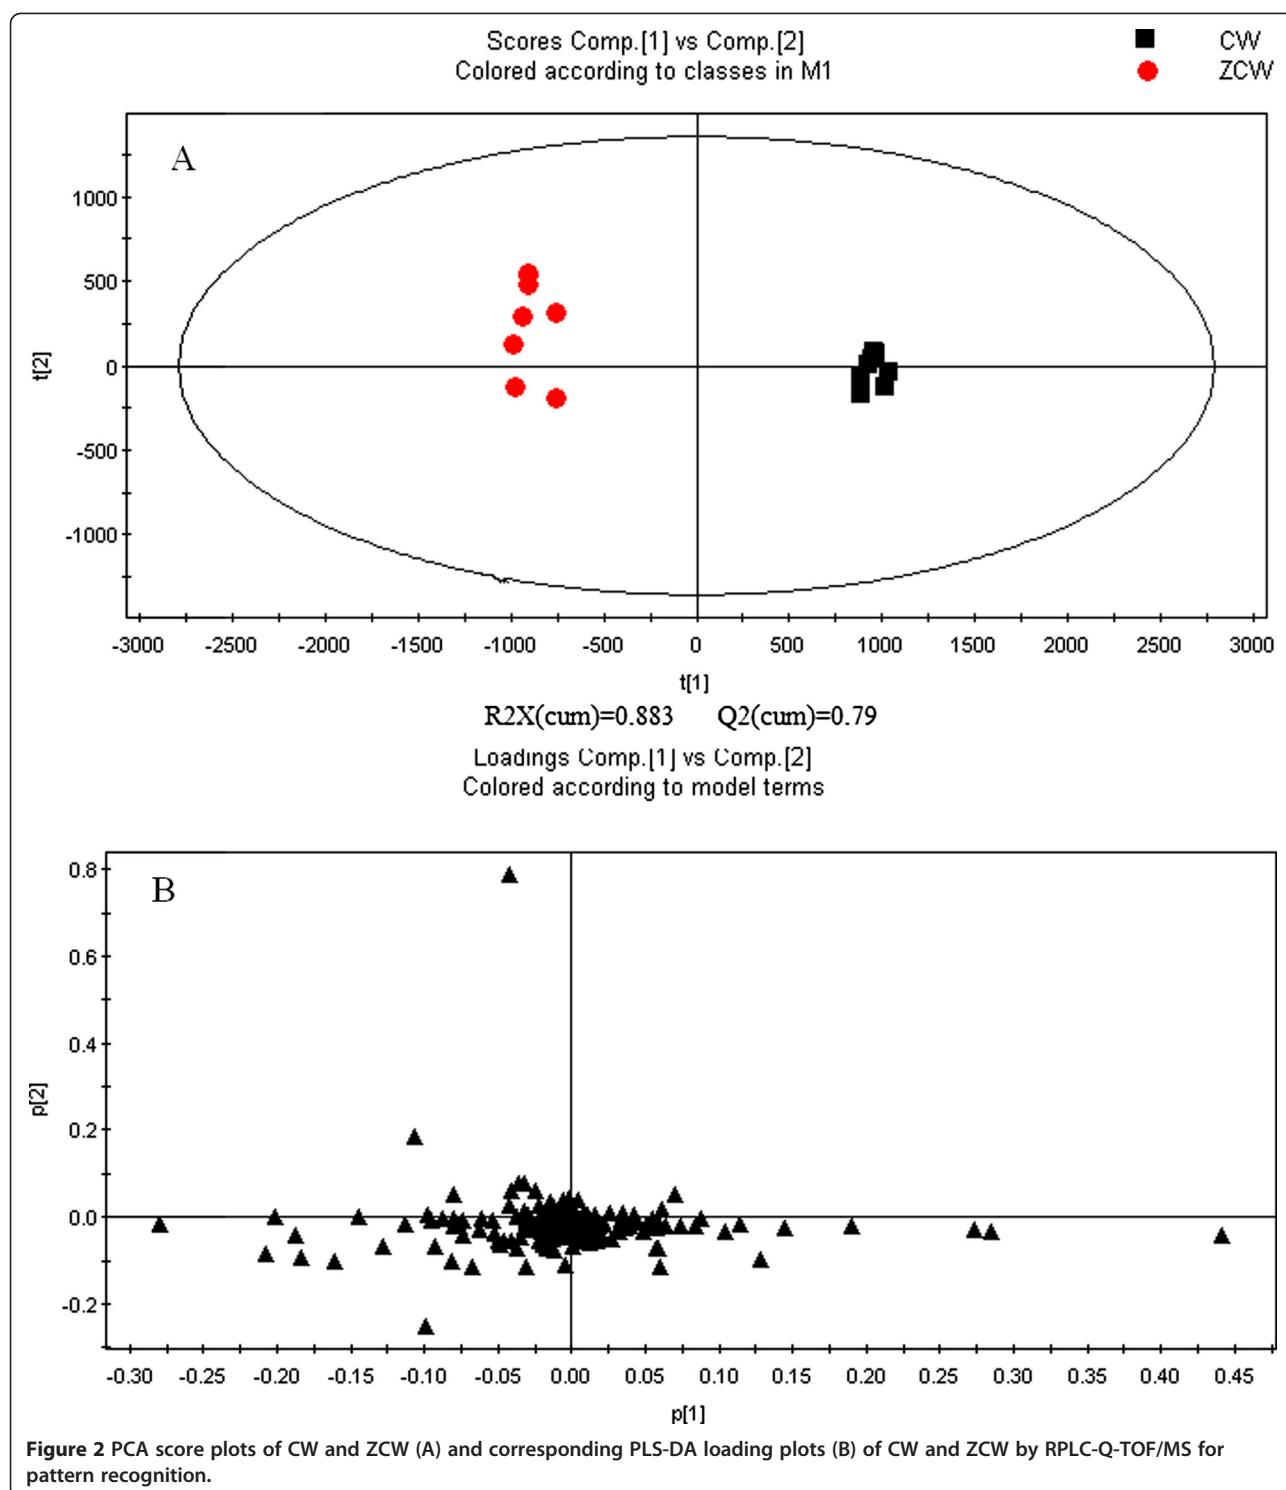 Scores Comp.[1] vs Comp.[2]
Colored according to classes in M1
CW
ZCW
A
1000
500
0
-500
-1000
t[2]
-3000 -2500 -2000 -1500 -1000 -500 0 500 1000 1500 2000 2500 3000
t[1]
R2X(cum)=0.883 Q2(cum)=0.79
Loadings Comp.[1] vs Comp.[2]
Colored according to model terms
B
0.8
0.6
0.4
0.2
0.0
-0.2
p[2]
-0.30 -0.25 -0.20 -0.15 -0.10 -0.05 0.00 0.05 0.10 0.15 0.20 0.25 0.30 0.35 0.40 0.45
p[1]
Figure 2 PCA score plots of CW and ZCW (A) and corresponding PLS-DA loading plots (B) of CW and ZCW by RPLC-Q-TOF/MS for
pattern recognition.